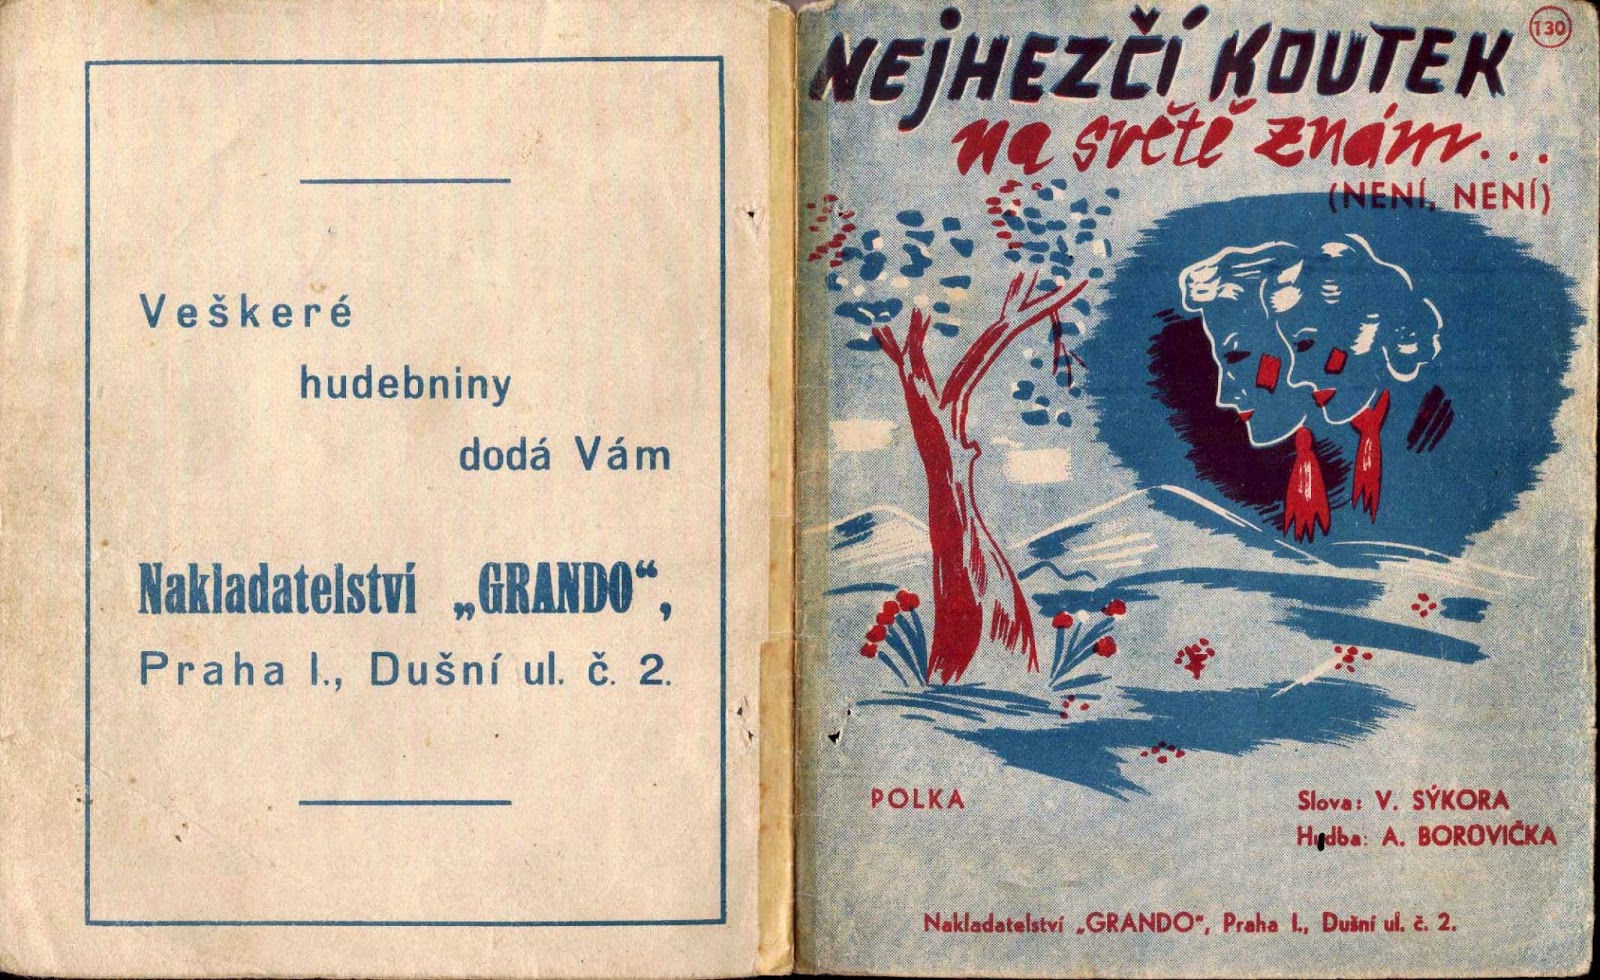 Veškeré
hudebniny
dodá Vám
Nakladatelství „GRANDO“,
Praha I., Dušní ul. č. 2.
130
NEJHEZČÍ KOUTEK
na světě znám...
(NENÍ, NENÍ)
POLKA
Slova: V. SÝKORA
Hudba: A. BOROVIČKA
Nakladatelství „GRANDO“, Praha I., Dušní ul. č. 2.